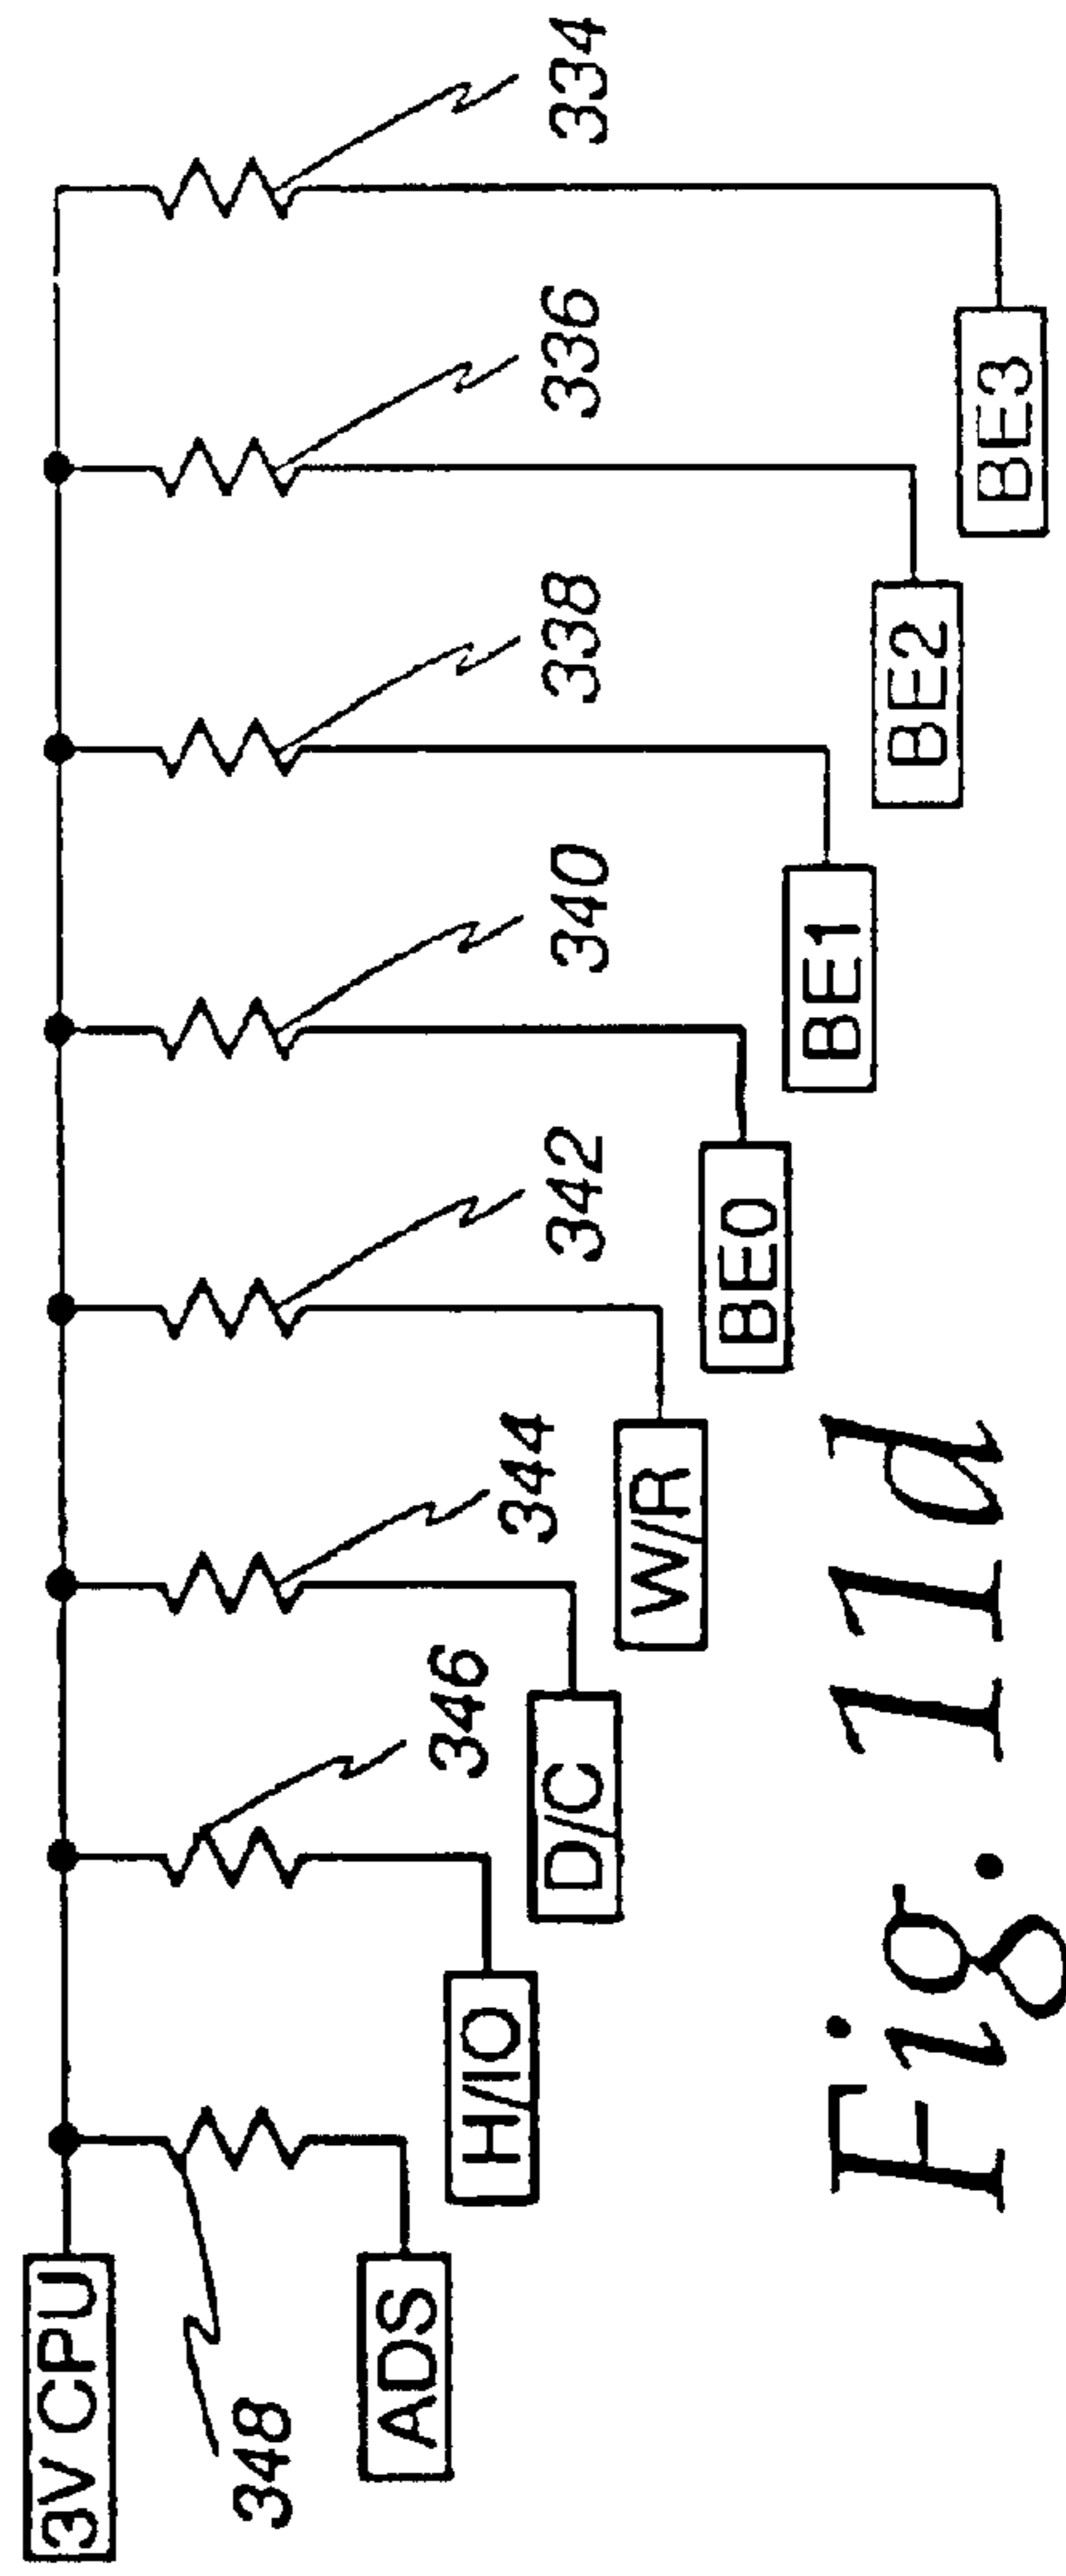 3V CPU
348
346
344
342
340
338
336
334
ADS
H/IO
D/C
W/R
BE0
BE1
BE2
BE3
Fig. 11d